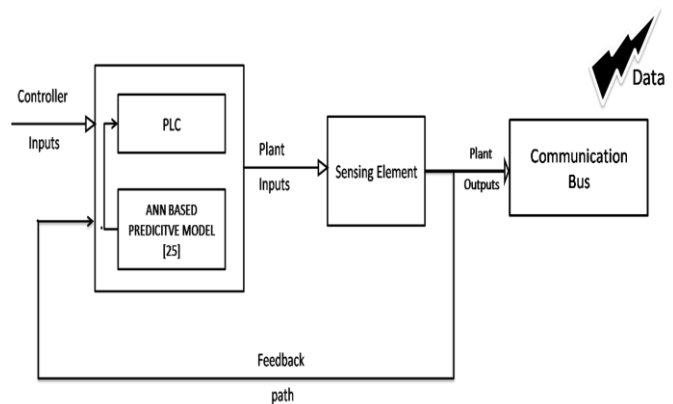 Data
Controller
Inputs
PLC
ANN BASED
PREDICITVE MODEL
[25]
Plant
Inputs
Sensing Element
Plant
Outputs
Communication
Bus
Feedback
path